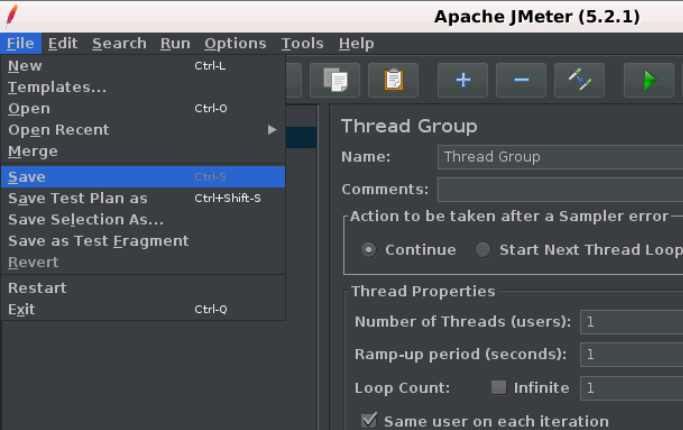 Apache JMeter (5.2.1)
File Edit Search Run Options Tools Help
New Ctrl-L
Templates...
Open Ctrl-O
Open Recent
Merge
Save Ctrl-S
Save Test Plan as Ctrl+Shift-S
Save Selection As...
Save as Test Fragment
Revert
Restart
Exit Ctrl-Q
Thread Group
Name: Thread Group
Comments:
Action to be taken after a Sampler error
Continue Start Next Thread Loop
Thread Properties
Number of Threads (users): 1
Ramp-up period (seconds): 1
Loop Count: Infinite 1
Same user on each iteration